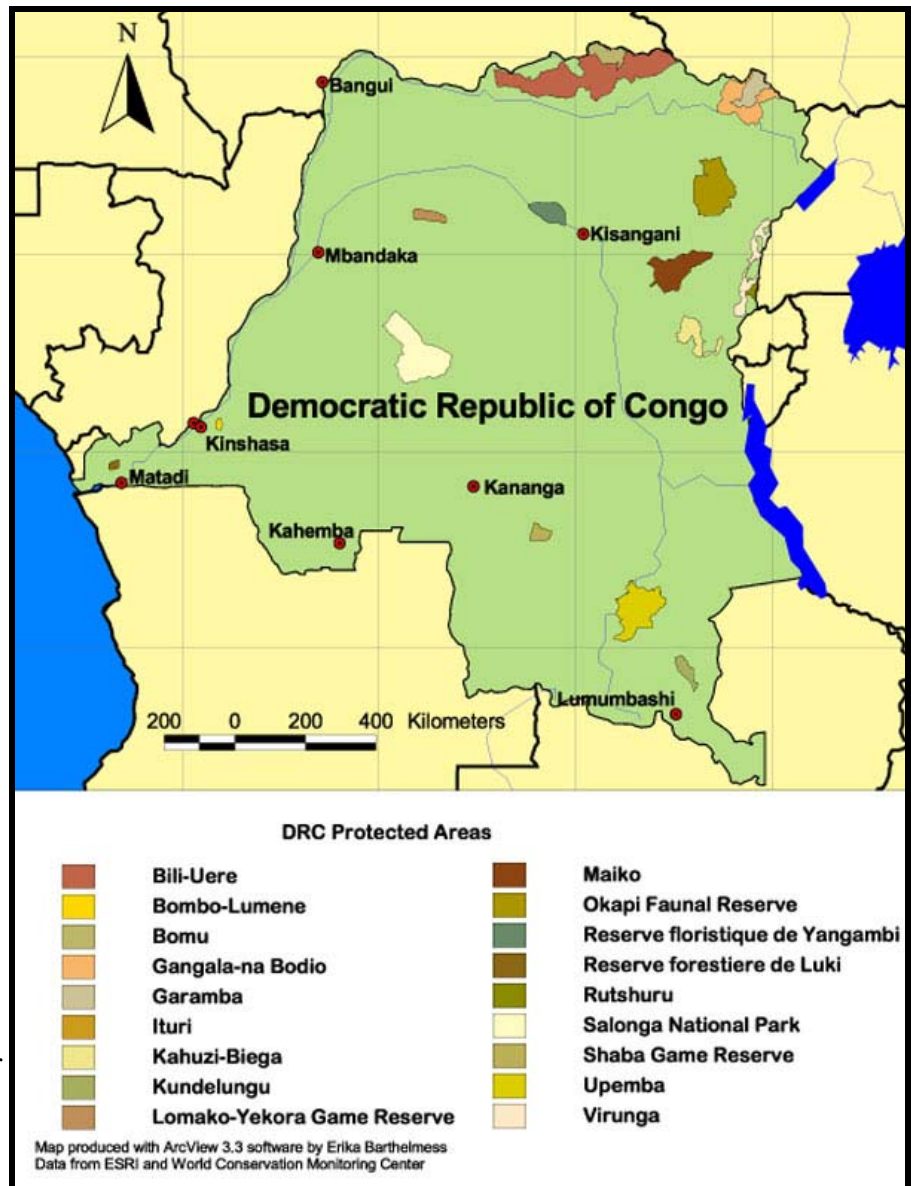 N
Bangui
Kisangani
Mbandaka
Democratic Republic of Congo
Kinshasa
Matadi
Kananga
Kahemba
Lumumbashi
200 0 200 400 Kilometers
DRC Protected Areas
Bili-Uere
Bombo-Lumene
Bomu
Gangala-na Bodio
Garamba
Ituri
Kahuzi-Biega
Kundelungu
Lomako-Yekora Game Reserve
Maiko
Okapi Faunal Reserve
Reserve floristique de Yangambi
Reserve forestiere de Luki
Rutshuru
Salonga National Park
Shaba Game Reserve
Upemba
Virunga
Map produced with ArcView 3.3 software by Erika Barthelmess
Data from ESRI and World Conservation Monitoring Center